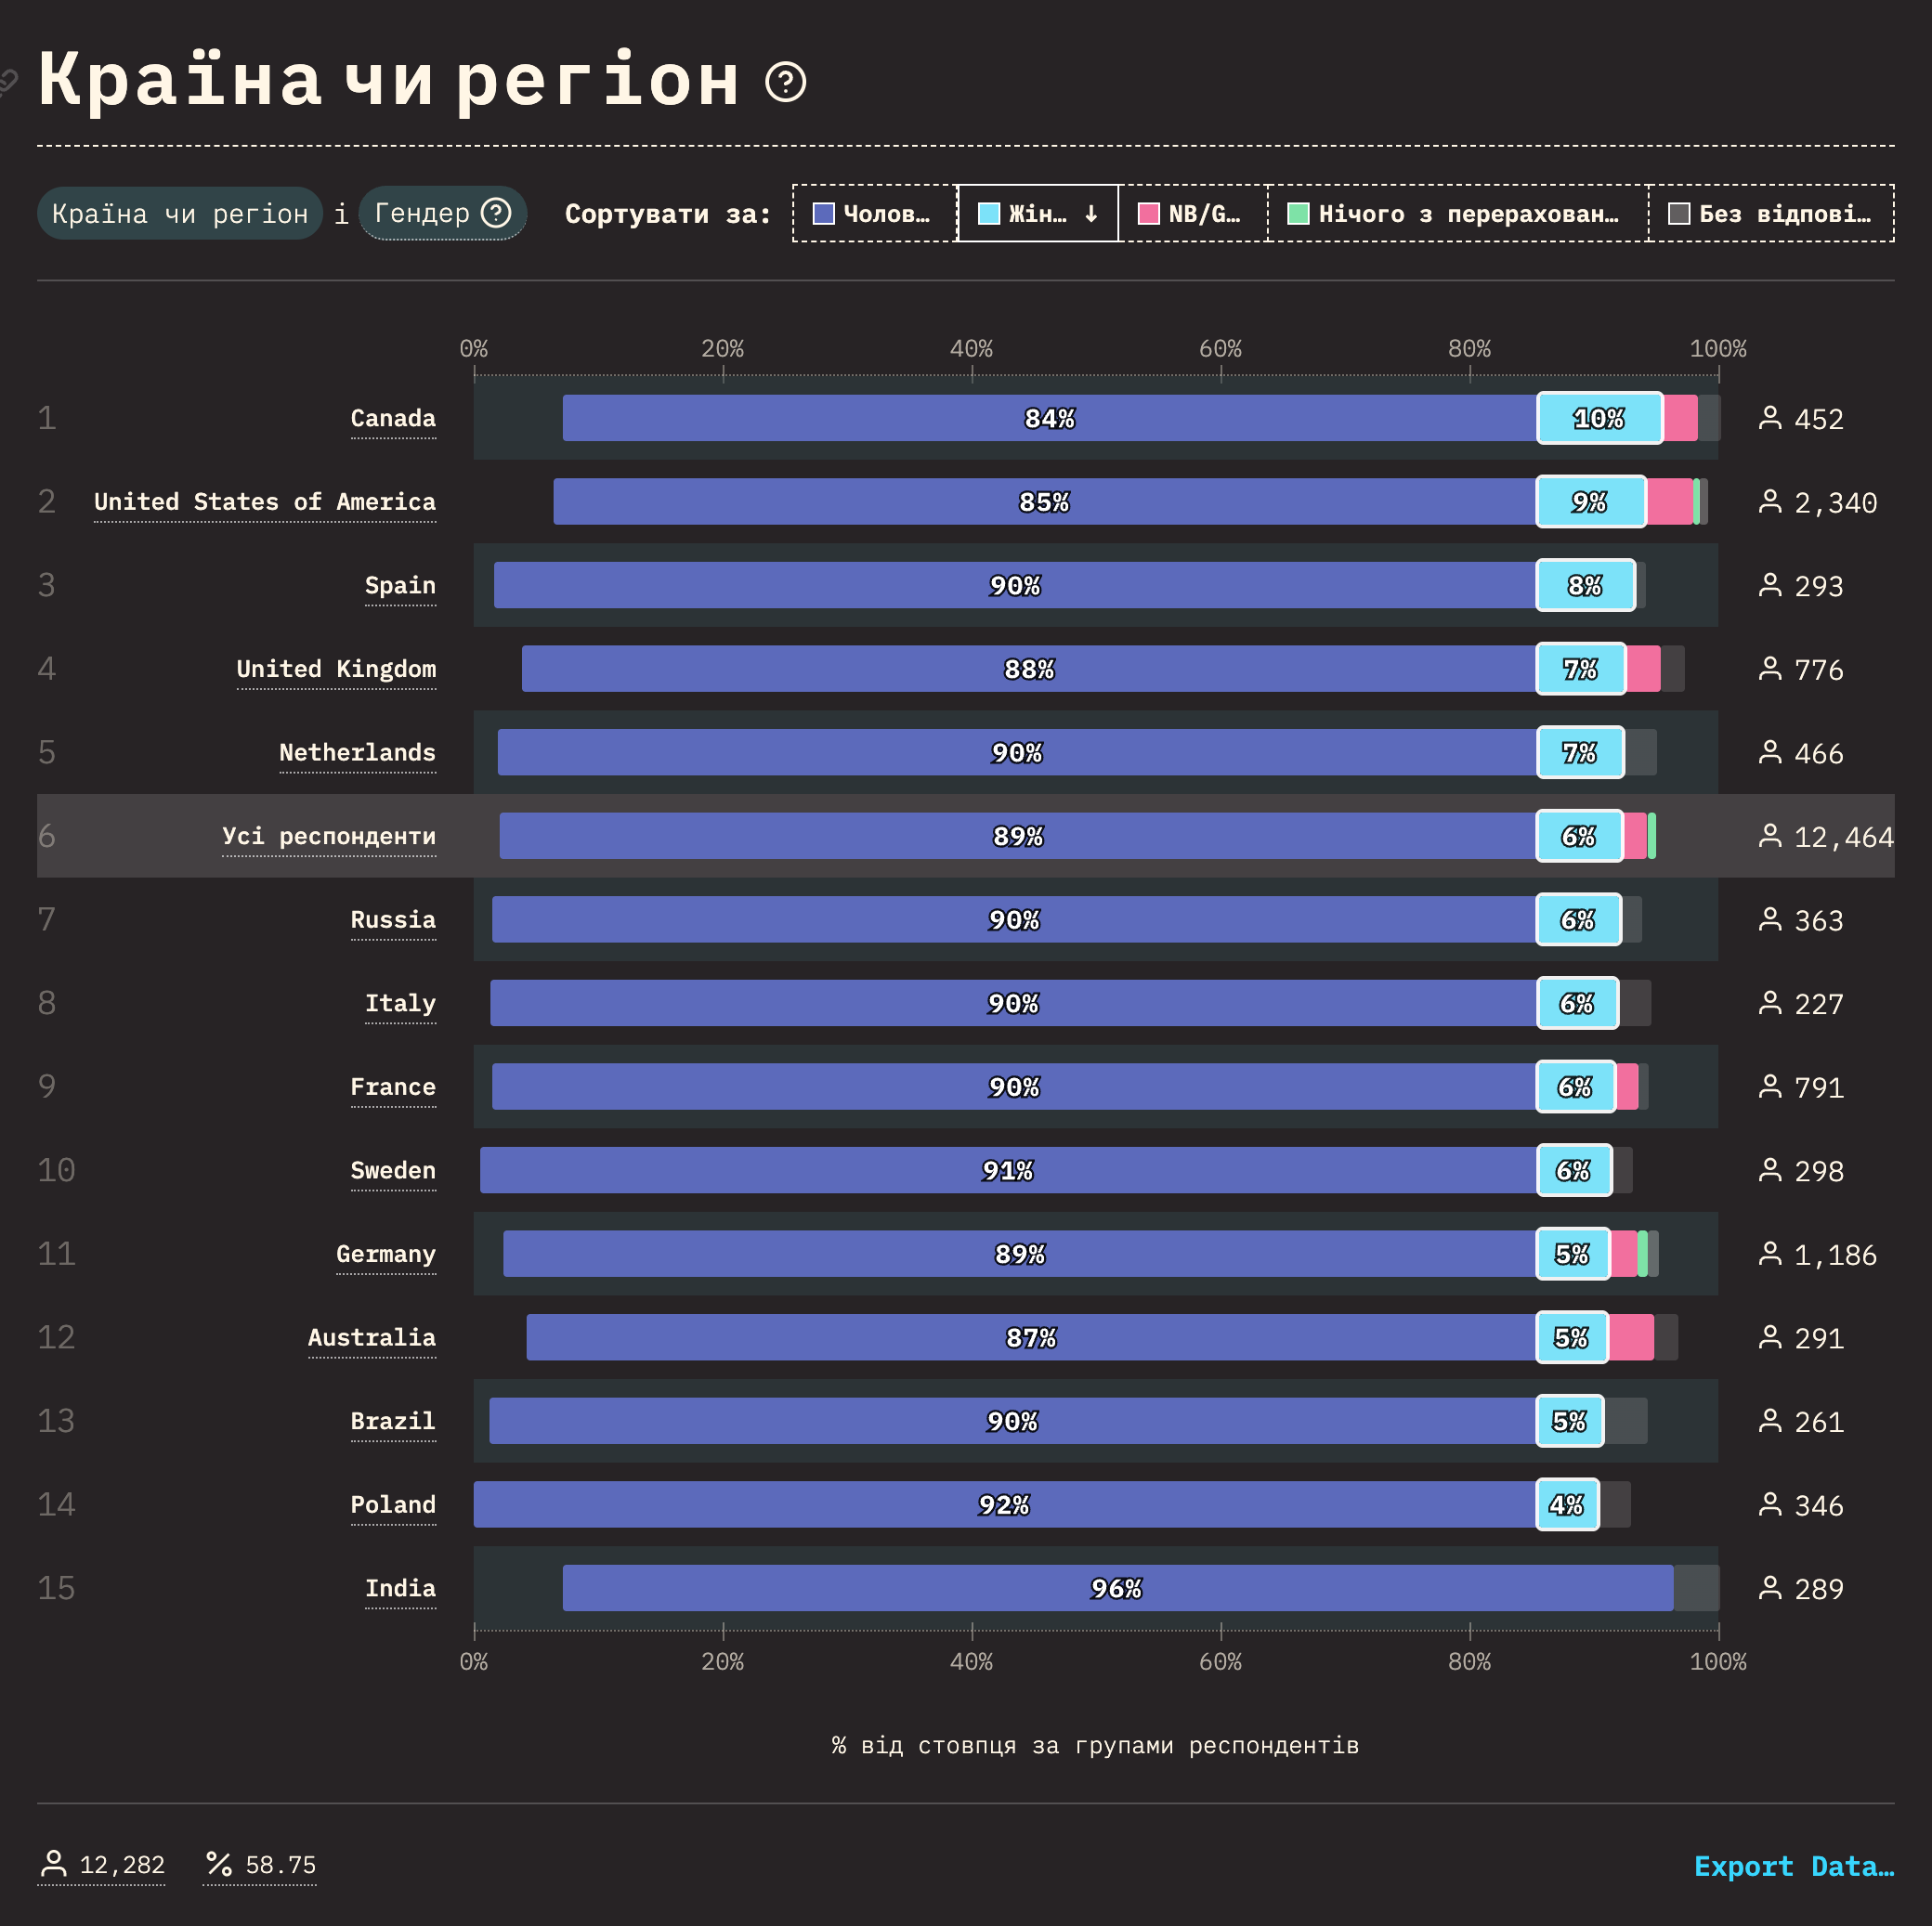 Країна чи регіон
Країна чи регіон і Гендер Сортувати за: Чолов… Жін… ↓ NB/G… Нічого з перерахован… Без відпові…
0% 20% 40% 60% 80% 100%
1 Canada 84% 10% 452
2 United States of America 85% 9% 2,340
3 Spain 90% 8% 293
4 United Kingdom 88% 7% 776
5 Netherlands 90% 7% 466
6 Усі респонденти 89% 6% 12,464
7 Russia 90% 6% 363
8 Italy 90% 6% 227
9 France 90% 6% 791
10 Sweden 91% 6% 298
11 Germany 89% 5% 1,186
12 Australia 87% 5% 291
13 Brazil 90% 5% 261
14 Poland 92% 4% 346
15 India 96% 289
0% 20% 40% 60% 80% 100%
% від стовпця за групами респондентів
12,282 % 58.75 Export Data…